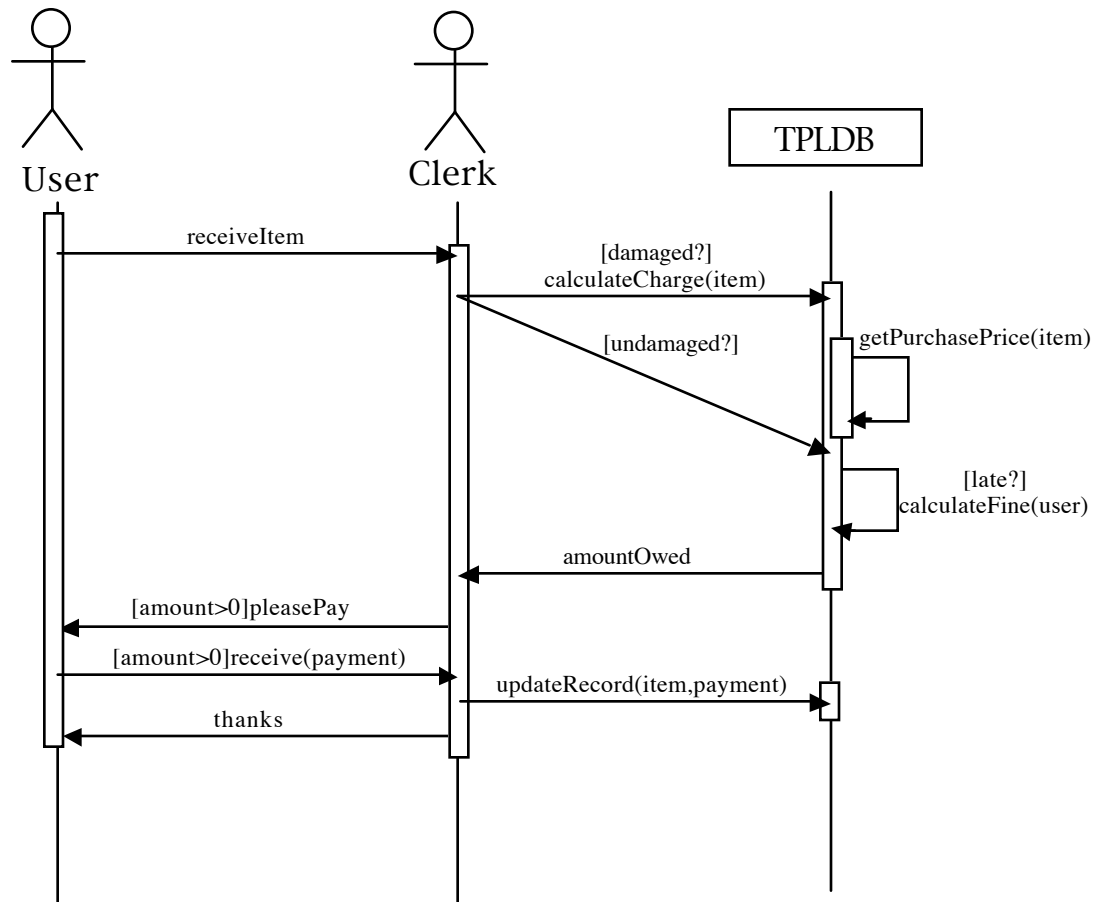 User
Clerk
TPLDB
receiveItem
[damaged?]
calculateCharge(item)
getPurchasePrice(item)
[undamaged?]
[late?]
calculateFine(user)
amountOwed
[amount>0]pleasePay
[amount>0]receive(payment)
updateRecord(item,payment)
thanks